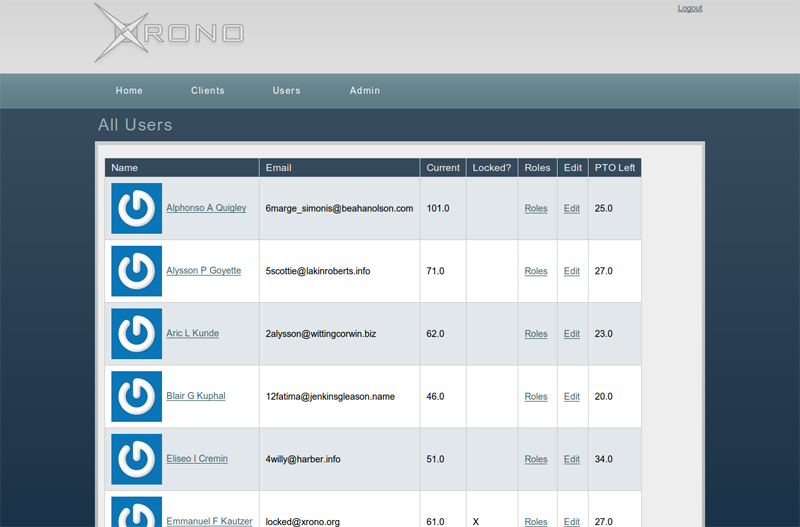 XRONO
Logout
Home Clients Users Admin
All Users
Name Email Current Locked? Roles Edit PTO Left
Alphonso A Quigley 6marge_simonis@beahanolson.com 101.0 Roles Edit 25.0
Alysson P Goyette 5scottie@lakinroberts.info 71.0 Roles Edit 27.0
Aric L Kunde 2alysson@wittingcorwin.biz 62.0 Roles Edit 23.0
Blair G Kuphal 12fatima@jenkinsgleason.name 46.0 Roles Edit 20.0
Eliseo I Cremin 4willy@harber.info 51.0 Roles Edit 34.0
Emmanuel F Kautzer locked@xrono.org 61.0 X Roles Edit 27.0